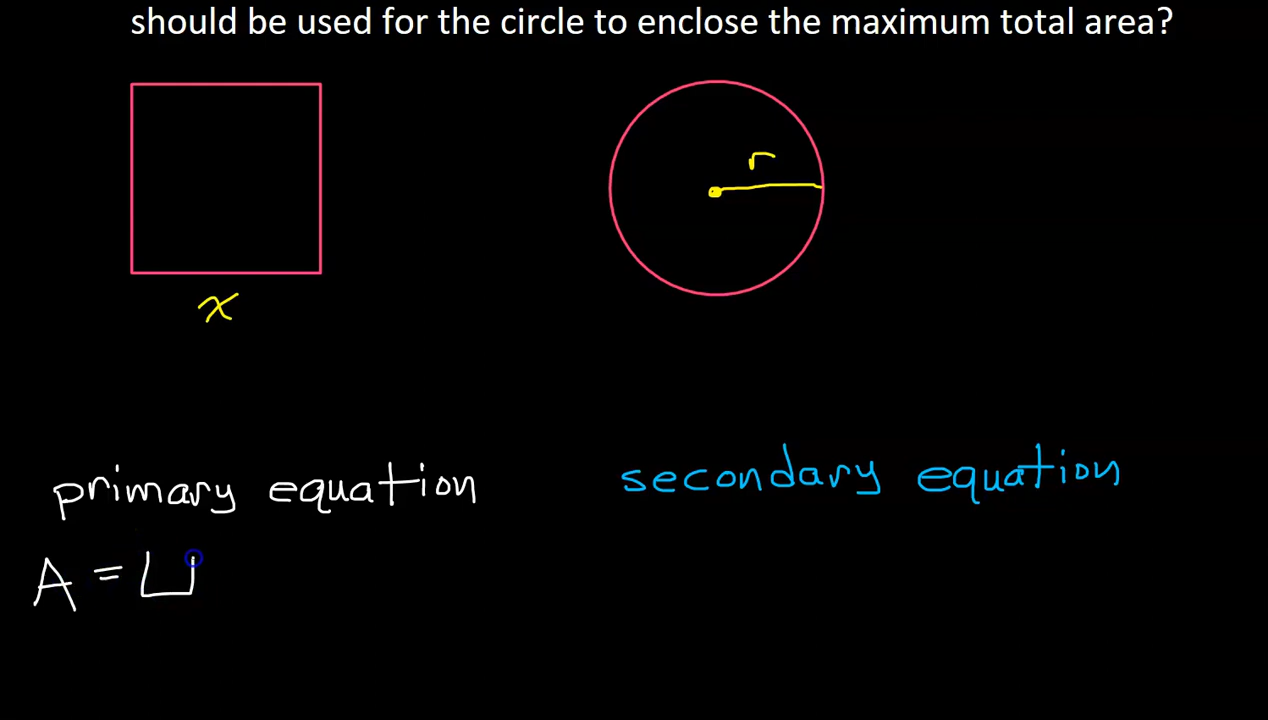 should be used for the circle to enclose the maximum total area?
r
x
primary equation
secondary equation
A =